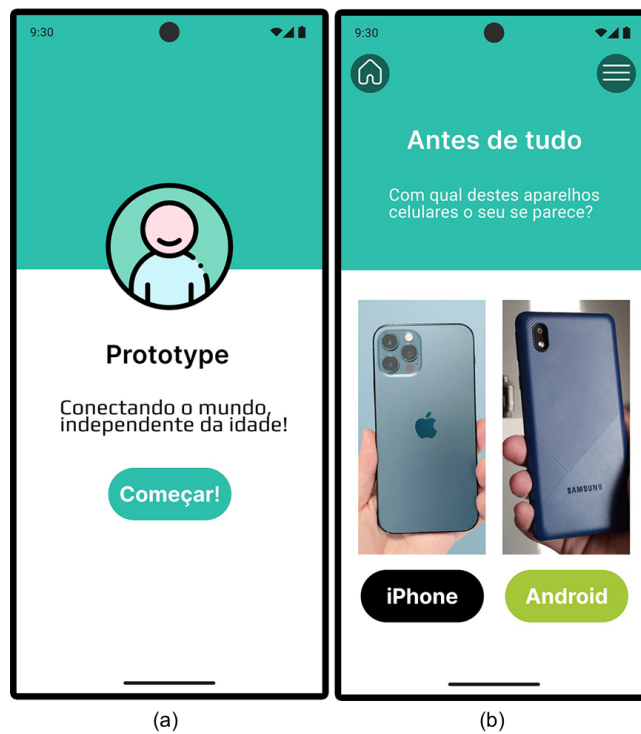 9:30
Prototype
Conectando o mundo,
independente da idade!
Começar!
(a)
9:30
Antes de tudo
Com qual destes aparelhos
celulares o seu se parece?
SAMSUNG
iPhone
Android
(b)